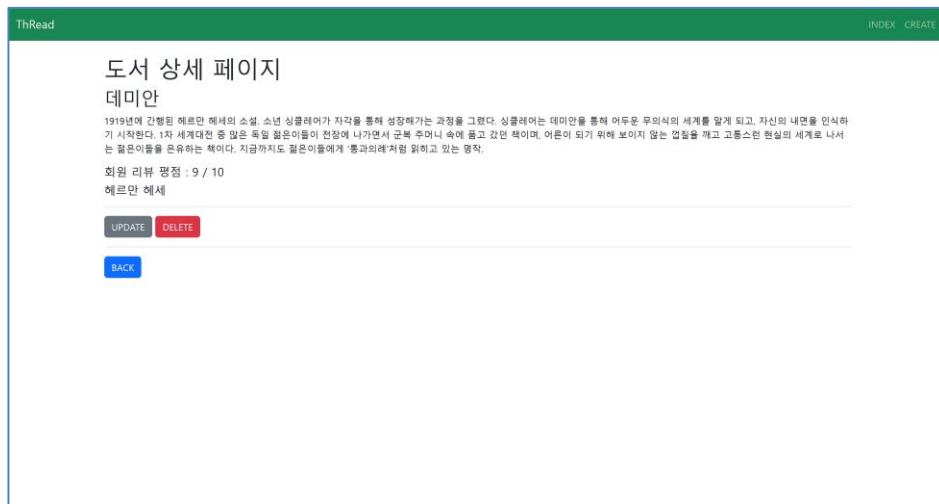 ThRead
INDEX CREATE
도서 상세 페이지
데미안
1919년에 간행된 헤르만 헤세의 소설. 소년 싱클레어가 자각을 통해 성장해가는 과정을 그렸다. 싱클레어는 데미안을 통해 어두운 무의식의 세계를 알게 되고, 자신의 내면을 인식하
기 시작한다. 1차 세계대전 중 많은 독일 젊은이들이 전장에 나가면서 군복 주머니 속에 품고 갔던 책이며, 어른이 되기 위해 보이지 않는 껍질을 깨고 고통스런 현실의 세계로 나서
는 젊은이들을 은유하는 책이다. 지금까지도 젊은이들에게 '통과의례'처럼 읽히고 있는 명작.
회원 리뷰 평점 : 9 / 10
헤르만 헤세
UPDATE DELETE
BACK